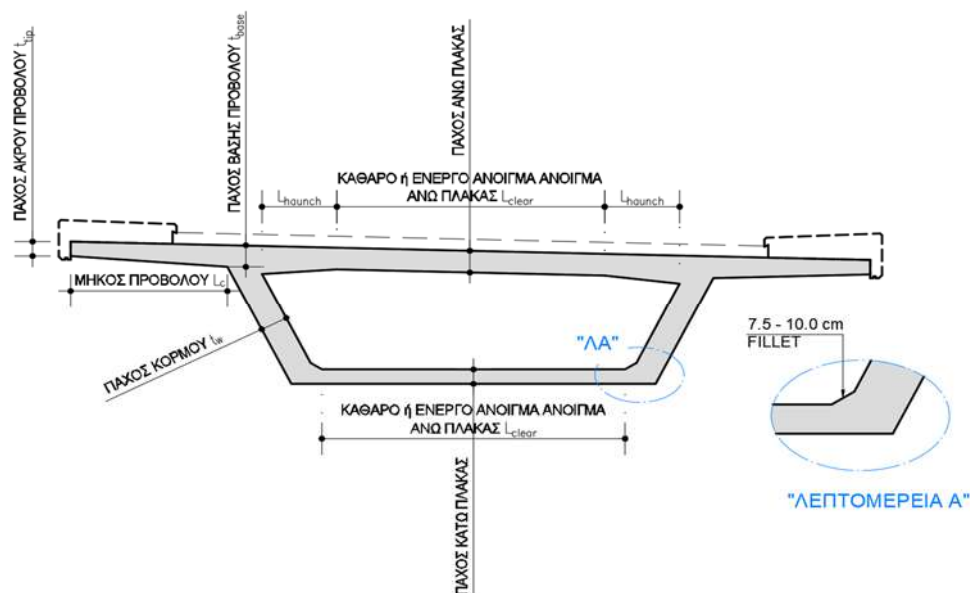 ΠΑΧΟΣ ΑΚΡΟΥ ΠΡΟΒΟΛΟΥ t_tip
ΠΑΧΟΣ ΒΑΣΗΣ ΠΡΟΒΟΛΟΥ t_base
ΠΑΧΟΣ ΑΝΩ ΠΛΑΚΑΣ
ΚΑΘΑΡΟ ή ΕΝΕΡΓΟ ΑΝΟΙΓΜΑ ΑΝΟΙΓΜΑ
ΑΝΩ ΠΛΑΚΑΣ L_clear
L_haunch
L_haunch
ΜΗΚΟΣ ΠΡΟΒΟΛΟΥ L_c
ΠΑΧΟΣ ΚΟΡΜΟΥ t_w
"ΛΑ"
7.5 - 10.0 cm
FILLET
ΚΑΘΑΡΟ ή ΕΝΕΡΓΟ ΑΝΟΙΓΜΑ ΑΝΟΙΓΜΑ
ΑΝΩ ΠΛΑΚΑΣ L_clear
ΠΑΧΟΣ ΚΑΤΩ ΠΛΑΚΑΣ
"ΛΕΠΤΟΜΕΡΕΙΑ Α"